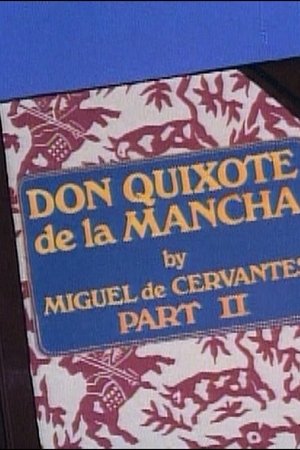 DON QUIXOTE
de la MANCHA
by
MIGUEL de CERVANTES
PART II